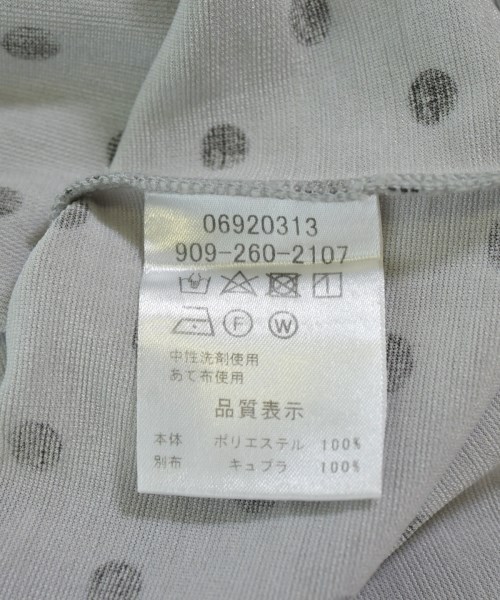 06920313
909-260-2107
F W
中性洗剤使用
あて布使用
品質表示
本体 ポリエステル 100%
別布 キュプラ 100%